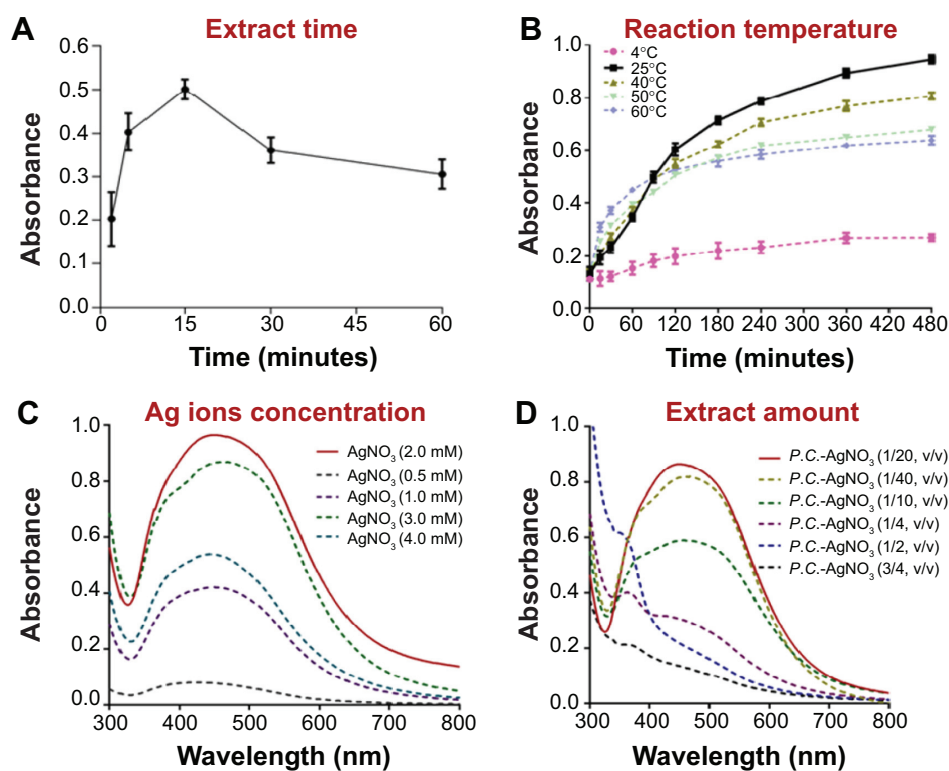 A
Extract time
Absorbance
0.6
0.5
0.4
0.3
0.2
0.1
0.0
0
15
30
45
60
Time (minutes)
B
Reaction temperature
Absorbance
1.0
0.8
0.6
0.4
0.2
0.0
4°C
25°C
40°C
50°C
60°C
0
60
120
180
240
300
360
420
480
Time (minutes)
C
Ag ions concentration
Absorbance
1.0
0.8
0.6
0.4
0.2
0.0
AgNO₃ (2.0 mM)
AgNO₃ (0.5 mM)
AgNO₃ (1.0 mM)
AgNO₃ (3.0 mM)
AgNO₃ (4.0 mM)
300
400
500
600
700
800
Wavelength (nm)
D
Extract amount
Absorbance
1.0
0.8
0.6
0.4
0.2
0.0
P.C.-AgNO₃ (1/20, v/v)
P.C.-AgNO₃ (1/40, v/v)
P.C.-AgNO₃ (1/10, v/v)
P.C.-AgNO₃ (1/4, v/v)
P.C.-AgNO₃ (1/2, v/v)
P.C.-AgNO₃ (3/4, v/v)
300
400
500
600
700
800
Wavelength (nm)